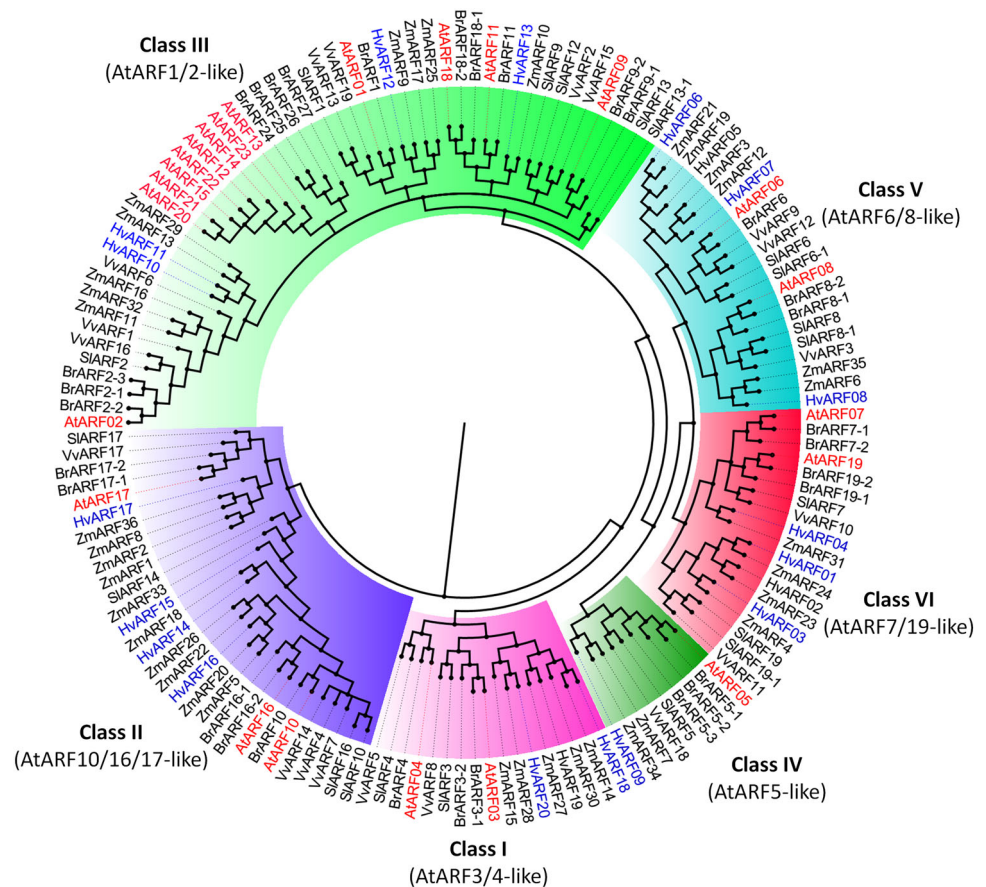 Class III
(AtARF1/2-like)
AtARF02
BrARF2-2
BrARF2-1
BrARF2-3
SlARF2
VvARF16
VvARF1
ZmARF11
ZmARF32
ZmARF16
VvARF6
HvARF10
HvARF11
ZmARF13
ZmARF29
AtARF20
AtARF21
AtARF15
AtARF22
AtARF12
AtARF14
AtARF23
AtARF13
BrARF24
BrARF25
BrARF26
BrARF27
SlARF1
VvARF13
VvARF19
AtARF01
BrARF1
HvARF12
ZmARF9
ZmARF17
ZmARF25
AtARF18
BrARF18-2
BrARF18-1
AtARF11
BrARF11
HvARF13
ZmARF10
SlARF9
SlARF12
VvARF2
VvARF15
AtARF09
BrARF9-2
BrARF9-1
SlARF13
SlARF13-1
HvARF06
ZmARF21
ZmARF19
HvARF05
ZmARF3
ZmARF12
HvARF07
AtARF06
BrARF6
VvARF9
VvARF12
SlARF6
SlARF6-1
AtARF08
BrARF8-2
BrARF8-1
SlARF8
SlARF8-1
VvARF3
ZmARF35
ZmARF6
HvARF08
Class V
(AtARF6/8-like)
AtARF07
BrARF7-1
BrARF7-2
AtARF19
BrARF19-2
BrARF19-1
SlARF7
VvARF10
HvARF04
ZmARF31
HvARF01
ZmARF24
HvARF02
ZmARF23
HvARF03
ZmARF4
SlARF19
SlARF19-1
VvARF11
Class VI
(AtARF7/19-like)
AtARF05
BrARF5-1
BrARF5-2
BrARF5-3
SlARF5
VvARF18
ZmARF7
ZmARF34
HvARF09
HvARF18
Class IV
(AtARF5-like)
ZmARF14
ZmARF30
HvARF19
ZmARF27
HvARF20
ZmARF28
ZmARF15
AtARF03
BrARF3-1
BrARF3-2
SlARF3
VvARF8
AtARF04
BrARF4
SlARF4
VvARF5
Class I
(AtARF3/4-like)
SlARF10
SlARF16
VvARF7
VvARF4
VvARF14
AtARF10
BrARF10
AtARF16
BrARF16-2
BrARF16-1
ZmARF5
ZmARF20
HvARF16
ZmARF22
ZmARF26
HvARF14
ZmARF18
HvARF15
ZmARF33
SlARF14
ZmARF1
ZmARF2
ZmARF8
ZmARF36
HvARF17
AtARF17
BrARF17-1
BrARF17-2
VvARF17
SlARF17
Class II
(AtARF10/16/17-like)